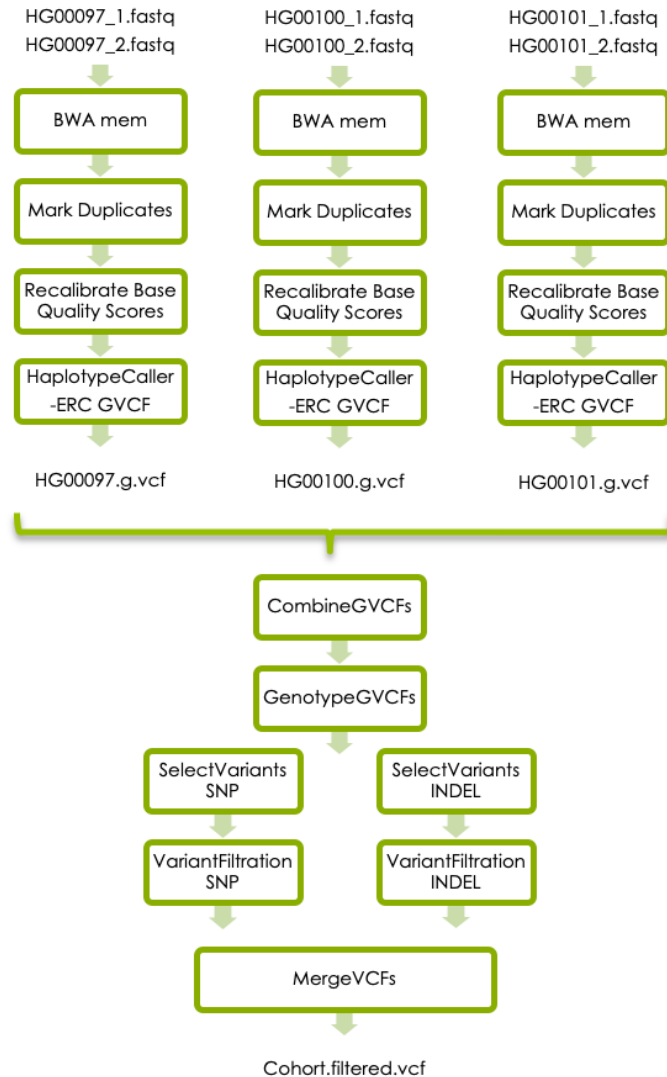 HG00097_1.fastq
HG00097_2.fastq
HG00100_1.fastq
HG00100_2.fastq
HG00101_1.fastq
HG00101_2.fastq
BWA mem
BWA mem
BWA mem
Mark Duplicates
Mark Duplicates
Mark Duplicates
Recalibrate Base
Quality Scores
Recalibrate Base
Quality Scores
Recalibrate Base
Quality Scores
HaplotypeCaller
-ERC GVCF
HaplotypeCaller
-ERC GVCF
HaplotypeCaller
-ERC GVCF
HG00097.g.vcf
HG00100.g.vcf
HG00101.g.vcf
CombineGVCFs
GenotypeGVCFs
SelectVariants
SNP
SelectVariants
INDEL
VariantFiltration
SNP
VariantFiltration
INDEL
MergeVCFs
Cohort.filtered.vcf